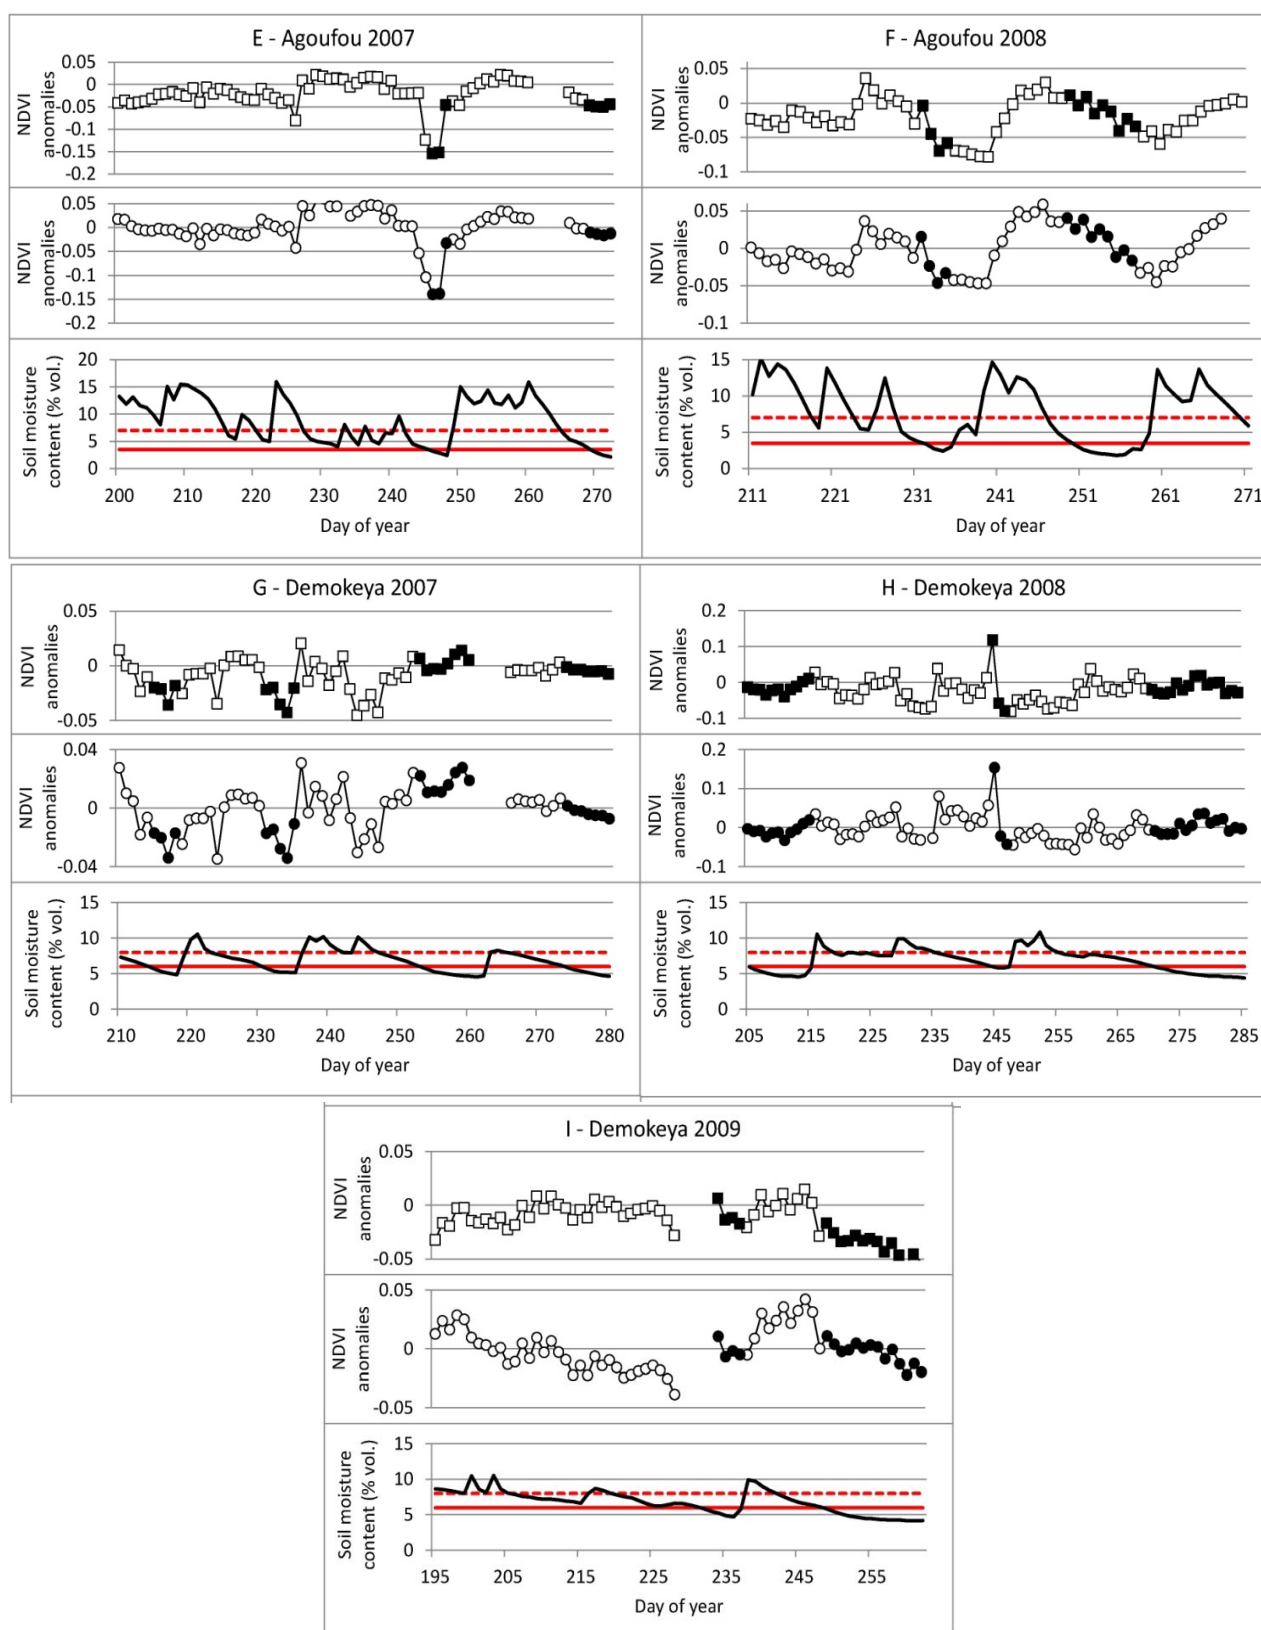 E - Agoufou 2007
NDVI
anomalies
0.05
0
-0.05
-0.1
-0.15
-0.2
NDVI
anomalies
0.05
0
-0.05
-0.1
-0.15
-0.2
Soil moisture
content (% vol.)
20
15
10
5
0
200 210 220 230 240 250 260 270
Day of year
F - Agoufou 2008
NDVI
anomalies
0.05
0
-0.05
-0.1
NDVI
anomalies
0.05
0
-0.05
-0.1
Soil moisture
content (% vol.)
15
10
5
0
211 221 231 241 251 261 271
Day of year
G - Demokeya 2007
NDVI
anomalies
0.05
0
-0.05
NDVI
anomalies
0.04
0
-0.04
Soil moisture
content (% vol.)
15
10
5
0
210 220 230 240 250 260 270 280
Day of year
H - Demokeya 2008
NDVI
anomalies
0.2
0.1
0
-0.1
NDVI
anomalies
0.2
0.1
0
-0.1
Soil moisture
content (% vol.)
15
10
5
0
205 215 225 235 245 255 265 275 285
Day of year
I - Demokeya 2009
NDVI
anomalies
0.05
0
-0.05
NDVI
anomalies
0.05
0
-0.05
Soil moisture
content (% vol.)
15
10
5
0
195 205 215 225 235 245 255
Day of year